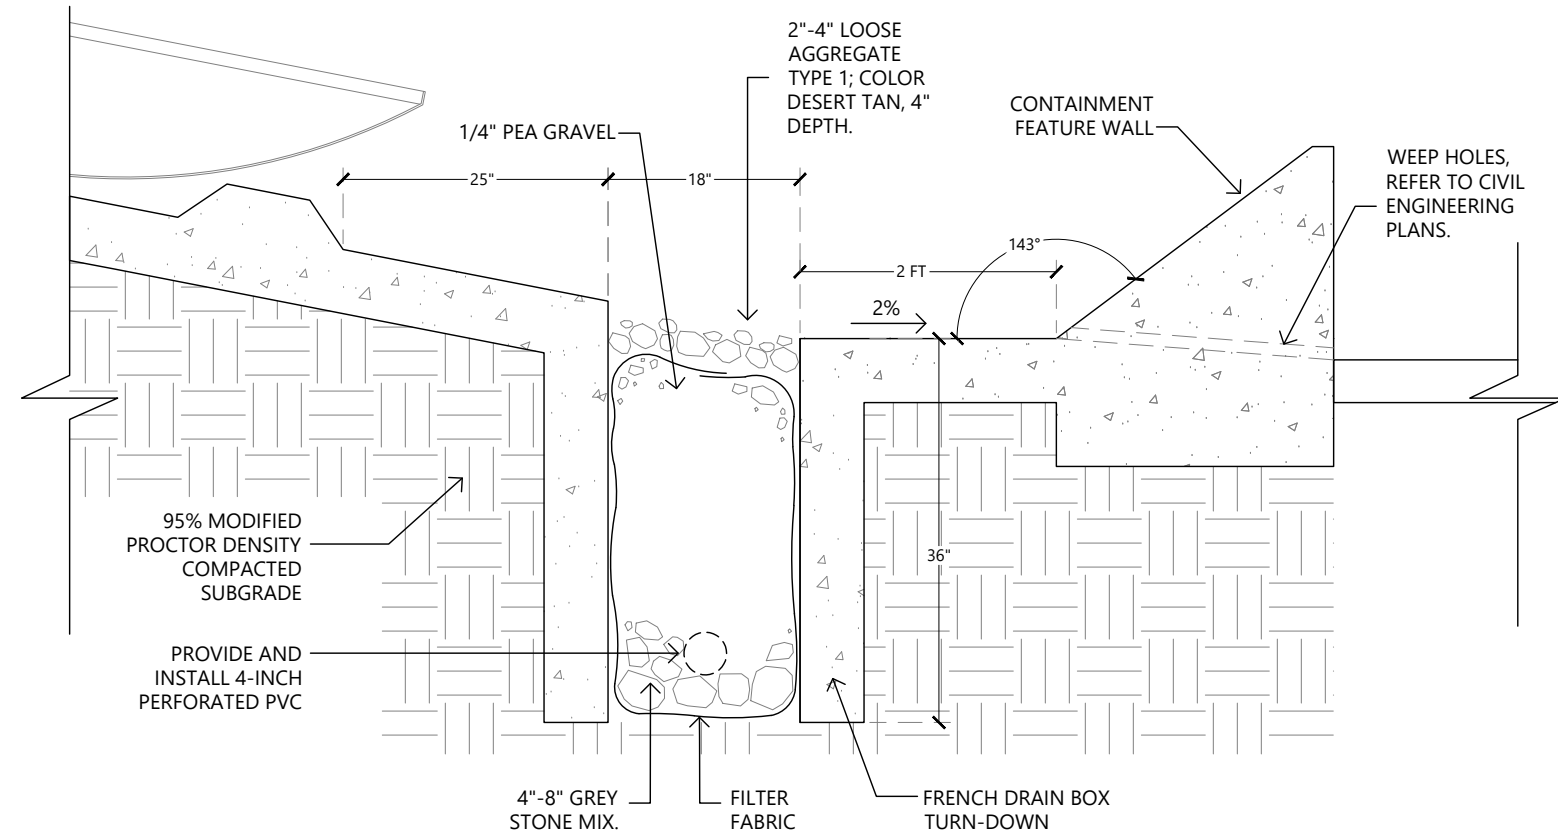 2"-4" LOOSE
AGGREGATE
TYPE 1; COLOR
DESERT TAN, 4"
DEPTH.
1/4" PEA GRAVEL
CONTAINMENT
FEATURE WALL
WEEP HOLES,
REFER TO CIVIL
ENGINEERING
PLANS.
25"
18"
143°
2 FT
2%
36"
95% MODIFIED
PROCTOR DENSITY
COMPACTED
SUBGRADE
PROVIDE AND
INSTALL 4-INCH
PERFORATED PVC
4"-8" GREY
STONE MIX.
FILTER
FABRIC
FRENCH DRAIN BOX
TURN-DOWN